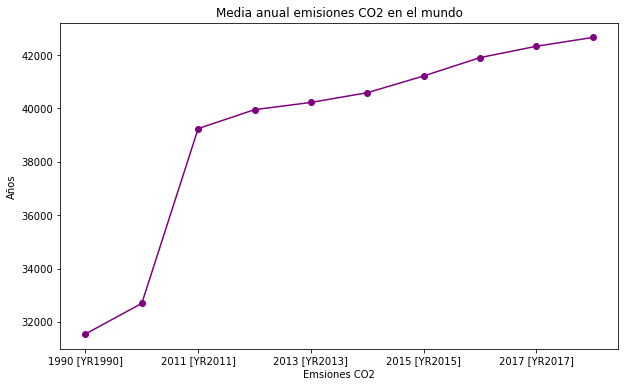 Media anual emisiones CO2 en el mundo
42000
40000
38000
36000
34000
32000
Años
1990 [YR1990] 2011 [YR2011] 2013 [YR2013] 2015 [YR2015] 2017 [YR2017]
Emsiones CO2